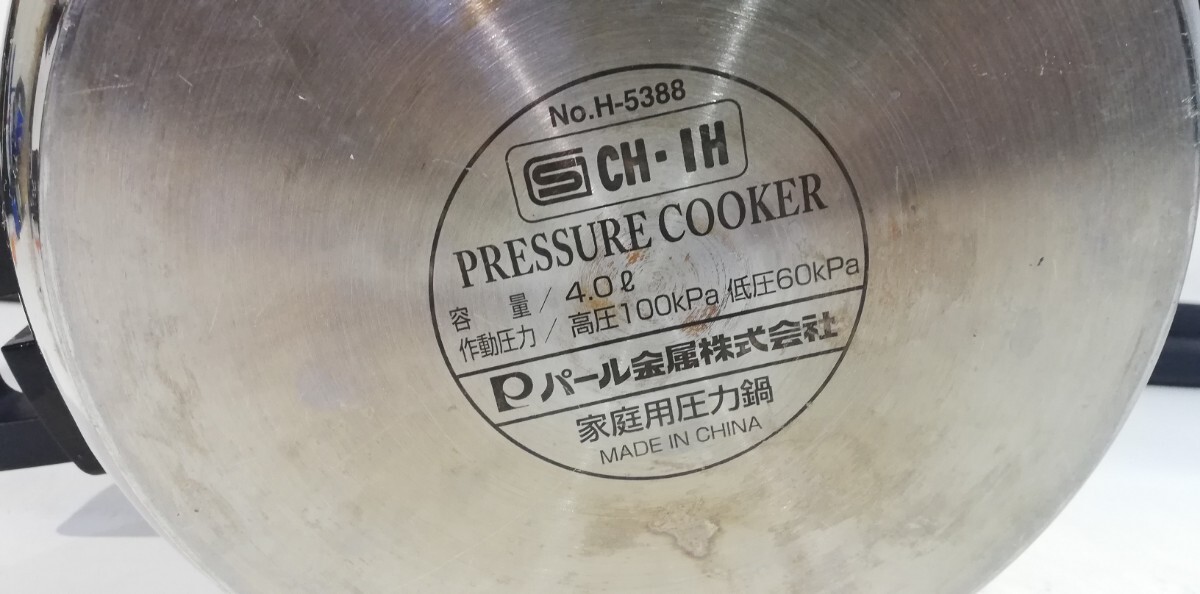 No.H-5388
SG CH・IH
PRESSURE COOKER
容 量/4.0ℓ
作動圧力/高圧100kPa 低圧60kPa
パール金属株式会社
家庭用圧力鍋
MADE IN CHINA